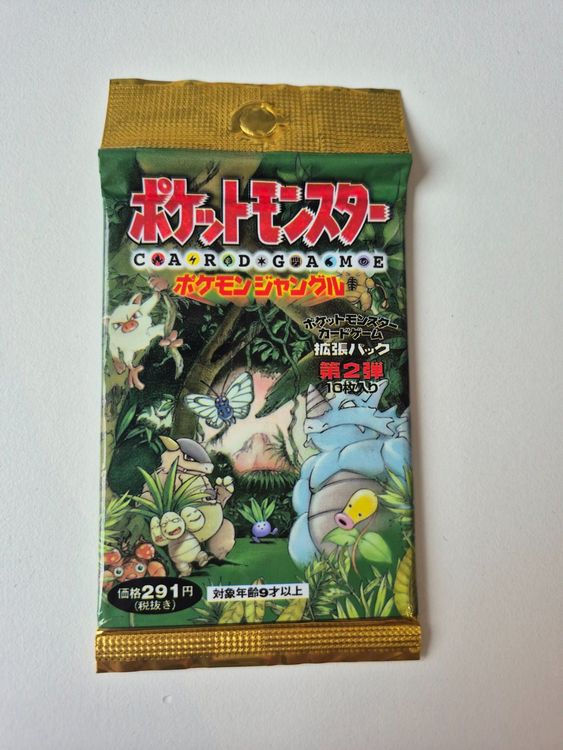 ポケットモンスター
CARDGAME
ポケモンジャングル
ポケットモンスター
カードゲーム
拡張パック
第2弾
10枚入り
価格291円
(税抜き)
対象年齢9才以上